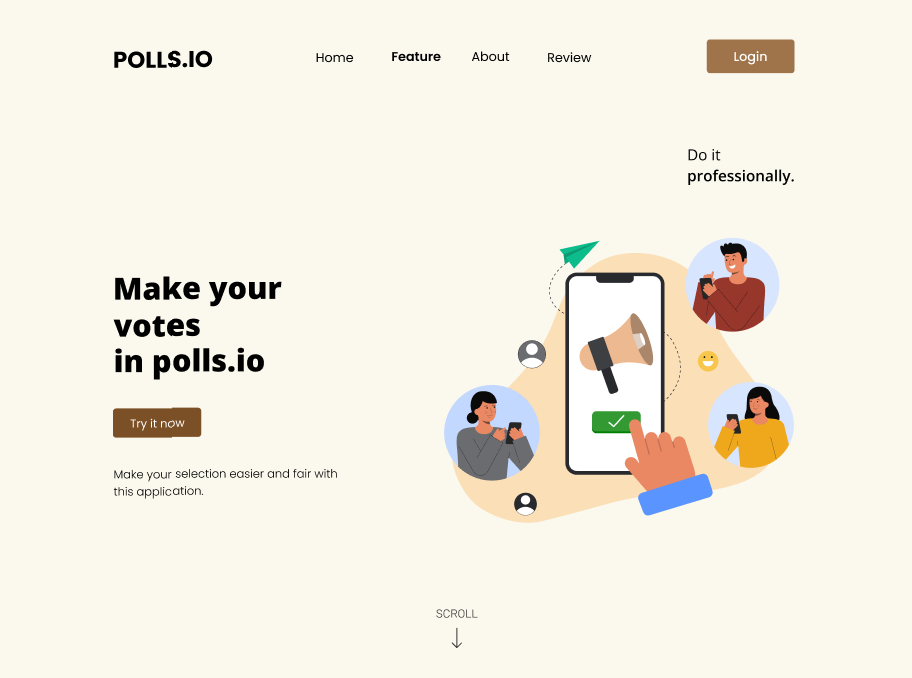 POLLS.IO
Home Feature About Review Login
Do it
professionally.
Make your
votes
in polls.io
Try it now
Make your selection easier and fair with
this application.
SCROLL